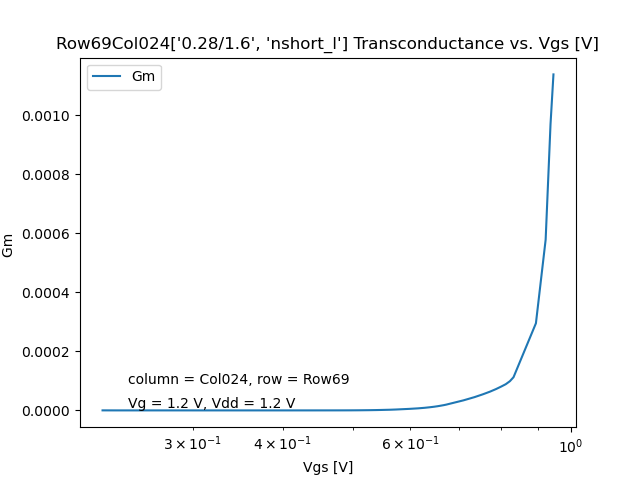 Row69Col024['0.28/1.6', 'nshort_l'] Transconductance vs. Vgs [V]
Gm
0.0010
0.0008
0.0006
0.0004
0.0002
0.0000
Gm
column = Col024, row = Row69
Vg = 1.2 V, Vdd = 1.2 V
3 × 10⁻¹
4 × 10⁻¹
6 × 10⁻¹
10⁰
Vgs [V]